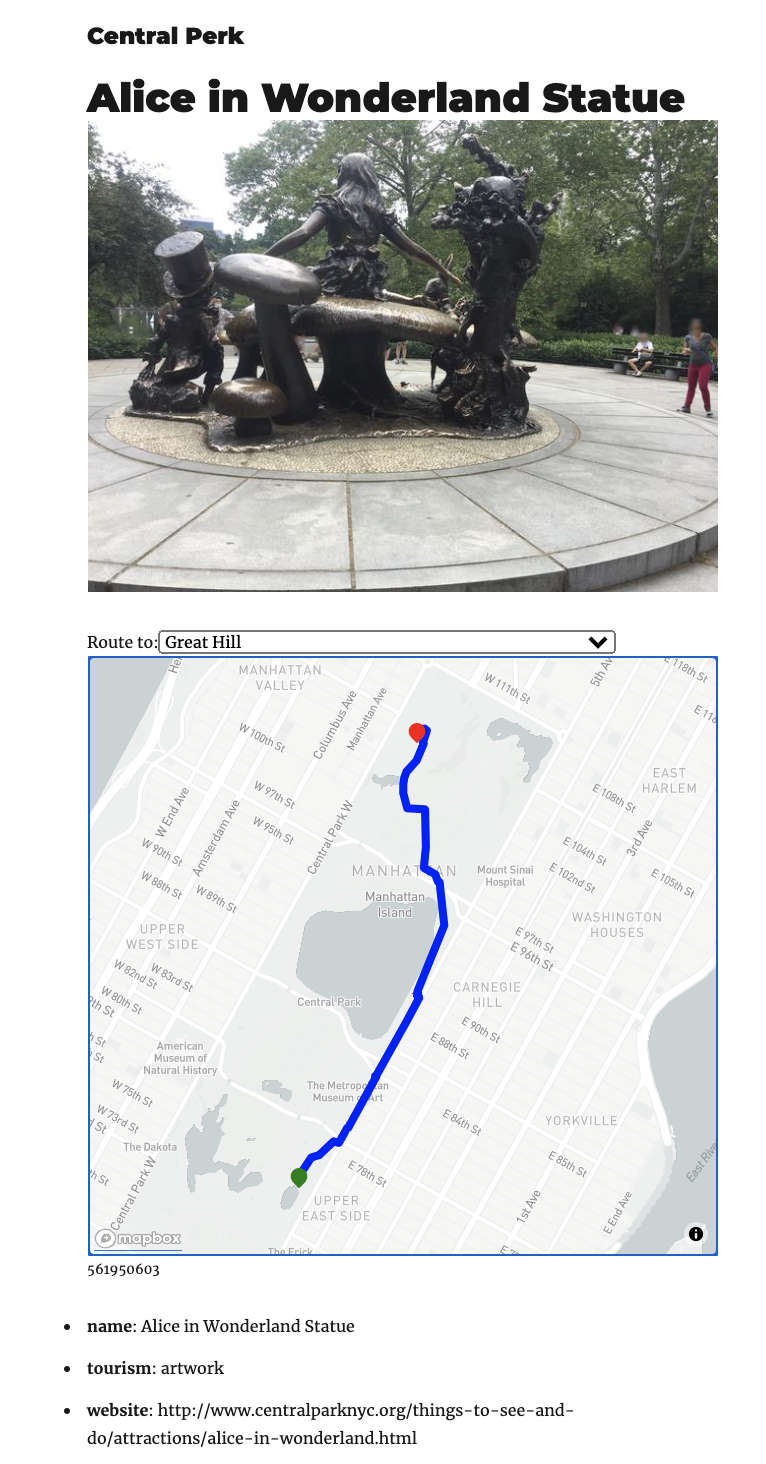 Central Perk
Alice in Wonderland Statue
Route to: Great Hill
MANHATTAN
VALLEY
W 111th St
5th Av
E 118th St
E 116
Columbus Ave
Manhattan Ave
W 100th St
EAST
HARLEM
W 97th St
E 108th St
W End Ave
Amsterdam Ave
W 95th St
Central Park W
3rd Ave
W 90th St
E 104th St
MANHATTAN
Mount Sinai
Hospital
E 102nd St
E 105th St
W 88th St
W 89th St
Manhattan
Island
WASHINGTON
HOUSES
UPPER
WEST SIDE
E 97th St
E 96th St
W 82nd St
W 83rd St
CARNEGIE
HILL
W 80th St
Central Park
E 90th St
American
Museum of
Natural History
E 88th St
W 75th St
The Metropolitan
Museum of Art
W 73rd St
E 84th St
YORKVILLE
The Dakota
E 85th St
East Rive
E 78th St
Central Park W
UPPER
EAST SIDE
1st Ave
E End Ave
mapbox
The Frick
561950603
name: Alice in Wonderland Statue
tourism: artwork
website: http://www.centralparknyc.org/things-to-see-and-
do/attractions/alice-in-wonderland.html